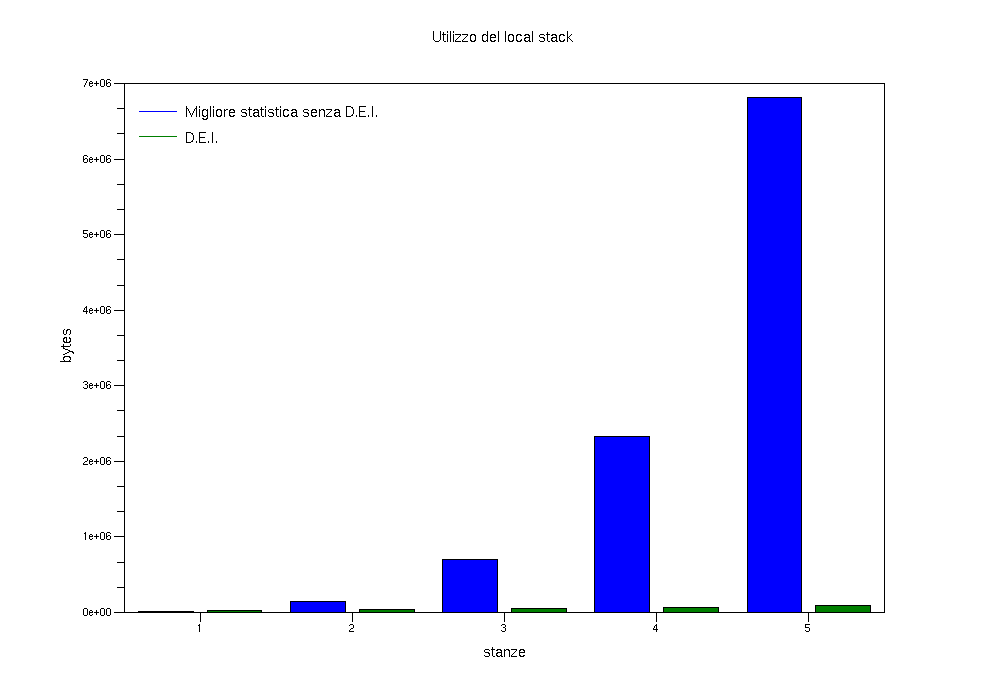 Utilizzo del local stack
7e+06
6e+06
5e+06
4e+06
3e+06
2e+06
1e+06
0e+00
bytes
Migliore statistica senza D.E.I.
D.E.I.
1 2 3 4 5
stanze